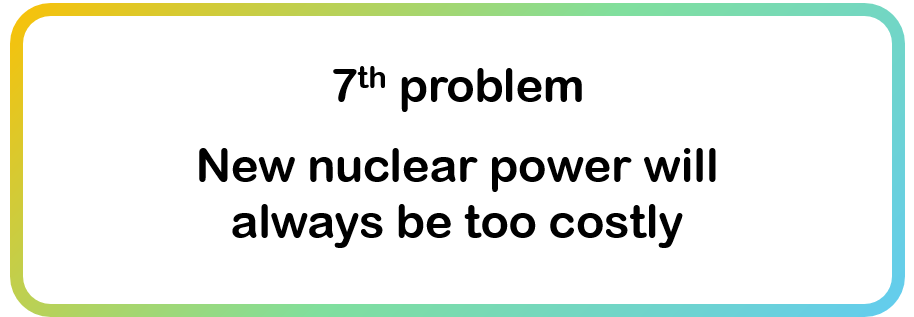 7th problem
New nuclear power will
always be too costly